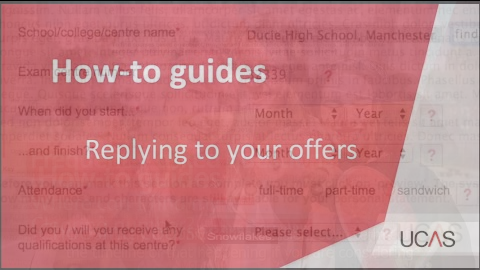 School/college/centre name*
Ducie High School, Manchester
find
How-to guides
Exam
339
?
When did you start...*
Month
Year
?
...and finish
Replying to your offers
Year
?
Attendance*
full-time
part-time
sandwich
?
Did you / will you receive any
qualifications at this centre?*
Please select...
?
UCAS